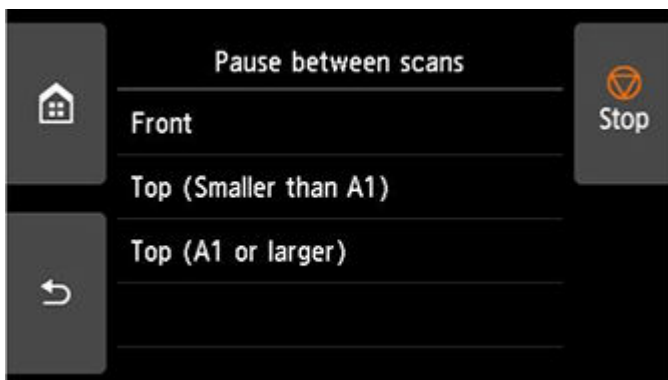 Pause between scans
Front
Stop
Top (Smaller than A1)
Top (A1 or larger)